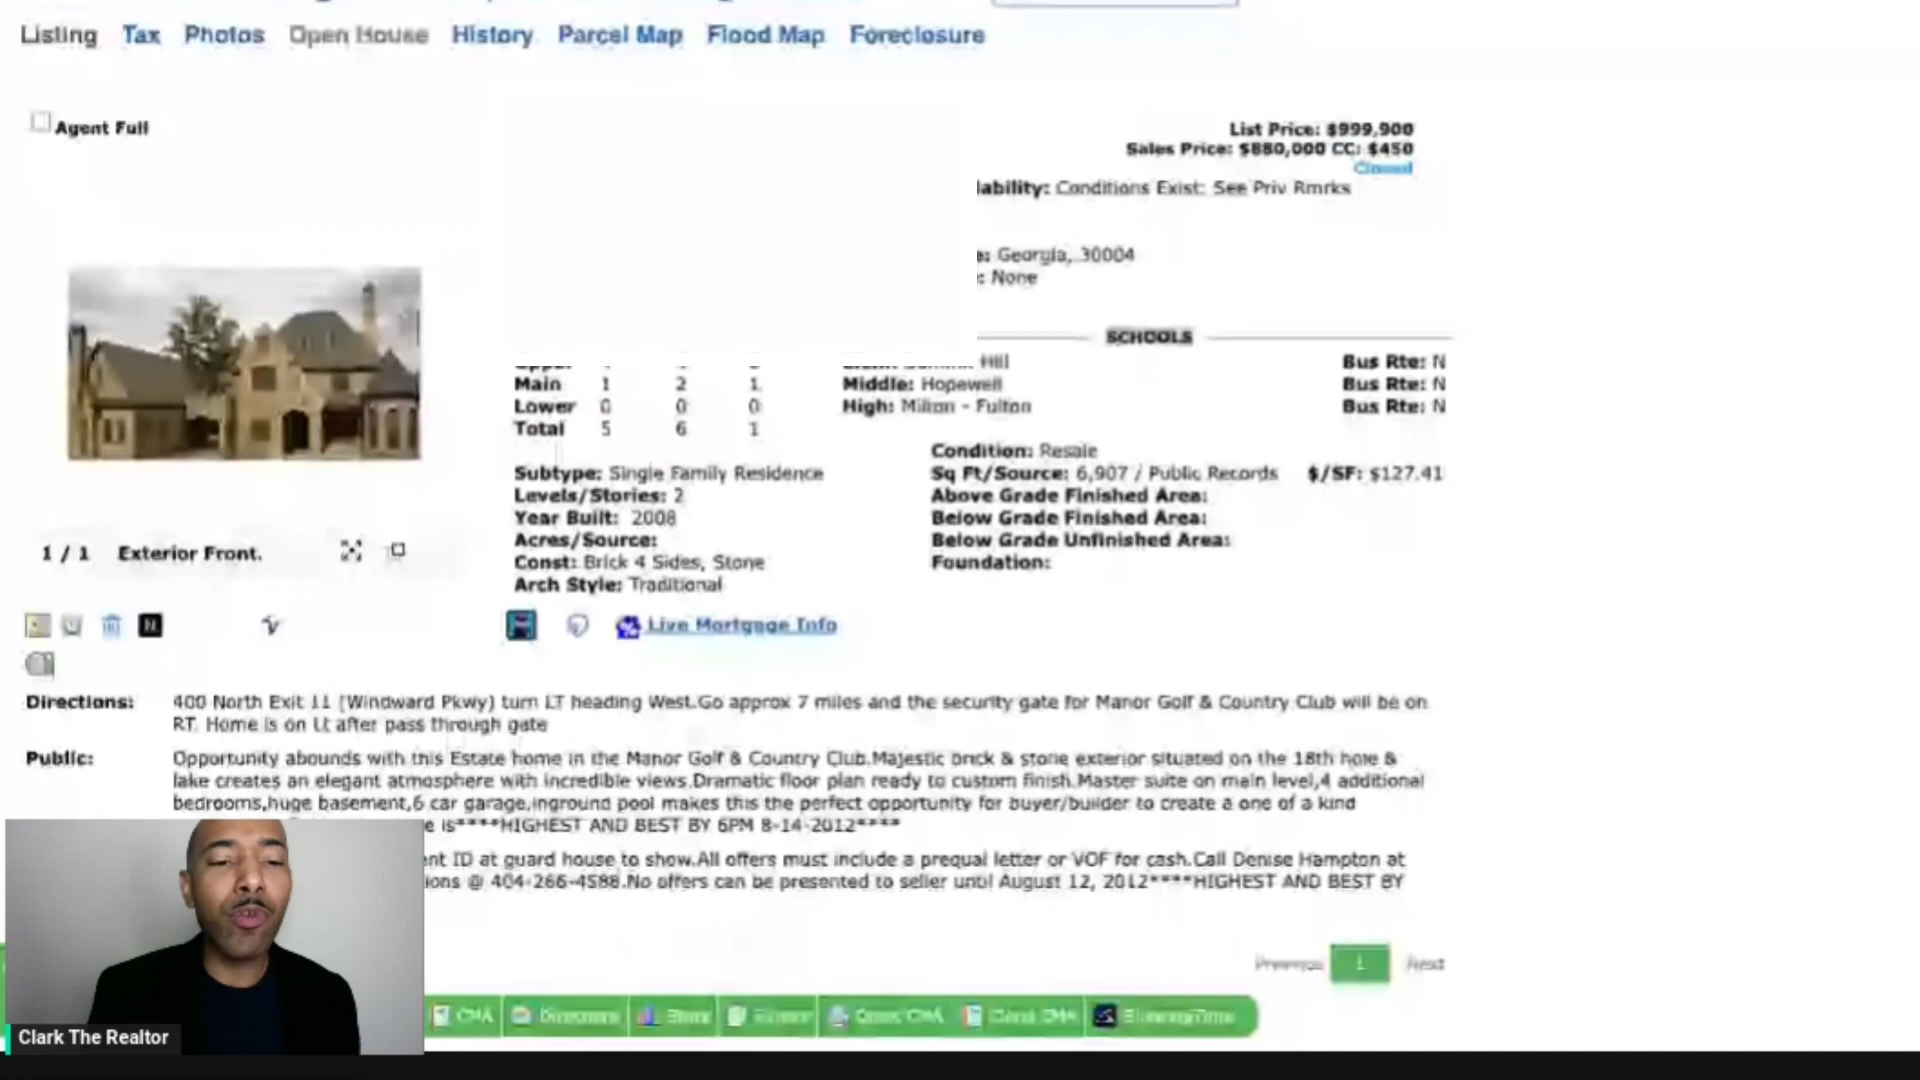 Listing Tax Photos Open House History Parcel Map Flood Map Foreclosure
Agent Full
List Price: $999,900
Sales Price: $880,000 CC: $450
Closed
lability: Conditions Exist: See Priv Rmrks
: Georgia, 30004
: None
SCHOOLS
Hill Bus Rte: N
Main 1 2 1 Middle: Hopewell Bus Rte: N
Lower 0 0 0 High: Milton - Fulton Bus Rte: N
Total 5 6 1
Condition: Resale
Subtype: Single Family Residence Sq Ft/Source: 6,907 / Public Records $/SF: $127.41
Levels/Stories: 2 Above Grade Finished Area:
Year Built: 2008 Below Grade Finished Area:
Acres/Source: Below Grade Unfinished Area:
Const: Brick 4 Sides, Stone Foundation:
Arch Style: Traditional
1 / 1 Exterior Front.
Live Mortgage Info
Directions: 400 North Exit 11 (Windward Pkwy) turn LT heading West.Go approx 7 miles and the security gate for Manor Golf & Country Club will be on
RT. Home is on Lt after pass through gate
Public: Opportunity abounds with this Estate home in the Manor Golf & Country Club.Majestic brick & stone exterior situated on the 18th hole &
lake creates an elegant atmosphere with incredible views.Dramatic floor plan ready to custom finish.Master suite on main level,4 additional
bedrooms,huge basement,6 car garage,inground pool makes this the perfect opportunity for buyer/builder to create a one of a kind
e is****HIGHEST AND BEST BY 6PM 8-14-2012****
ent ID at guard house to show.All offers must include a prequal letter or VOF for cash.Call Denise Hampton at
ions @ 404-266-4588.No offers can be presented to seller until August 12, 2012****HIGHEST AND BEST BY
Previous 1 Next
CMA Directions Quick CMA ShowingTime
Clark The Realtor